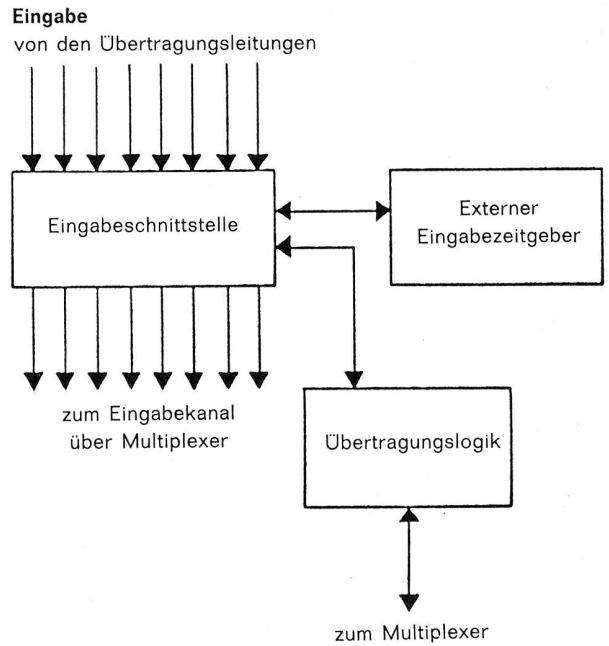 Eingabe
von den Übertragungsleitungen
Eingabeschnittstelle
Externer
Eingabezeitgeber
zum Eingabekanal
über Multiplexer
Übertragungslogik
zum Multiplexer